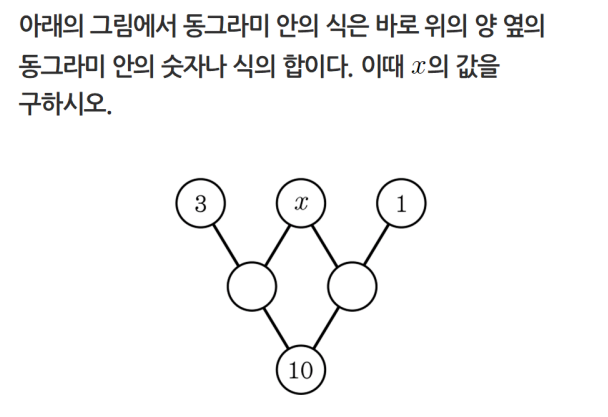 아래의 그림에서 동그라미 안의 식은 바로 위의 양 옆의
동그라미 안의 숫자나 식의 합이다. 이때 x의 값을
구하시오.
3 x 1
10